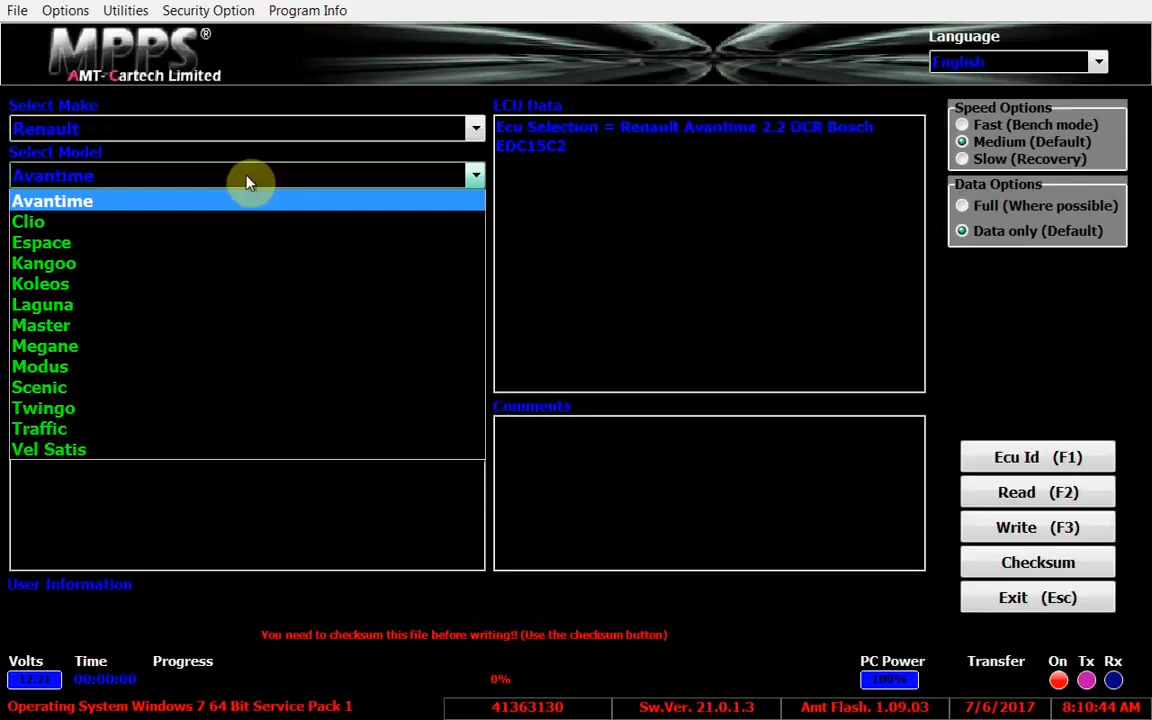 File Options Utilities Security Option Program Info
MPPS®
AMT-Cartech Limited
Language
English
Select Make
Renault
Select Model
Avantime
Avantime
Clio
Espace
Kangoo
Koleos
Laguna
Master
Megane
Modus
Scenic
Twingo
Traffic
Vel Satis
ECU Data
Ecu Selection = Renault Avantime 2.2 DCR Bosch
EDC15C2
Comments
Speed Options
Fast (Bench mode)
Medium (Default)
Slow (Recovery)
Data Options
Full (Where possible)
Data only (Default)
Ecu Id (F1)
Read (F2)
Write (F3)
Checksum
Exit (Esc)
User Information
You need to checksum this file before writing!! (Use the checksum button)
Volts Time Progress PC Power Transfer On Tx Rx
12.21 00:00:00 0% 100%
Operating System Windows 7 64 Bit Service Pack 1 41363130 Sw.Ver. 21.0.1.3 Amt Flash. 1.09.03 7/6/2017 8:10:44 AM